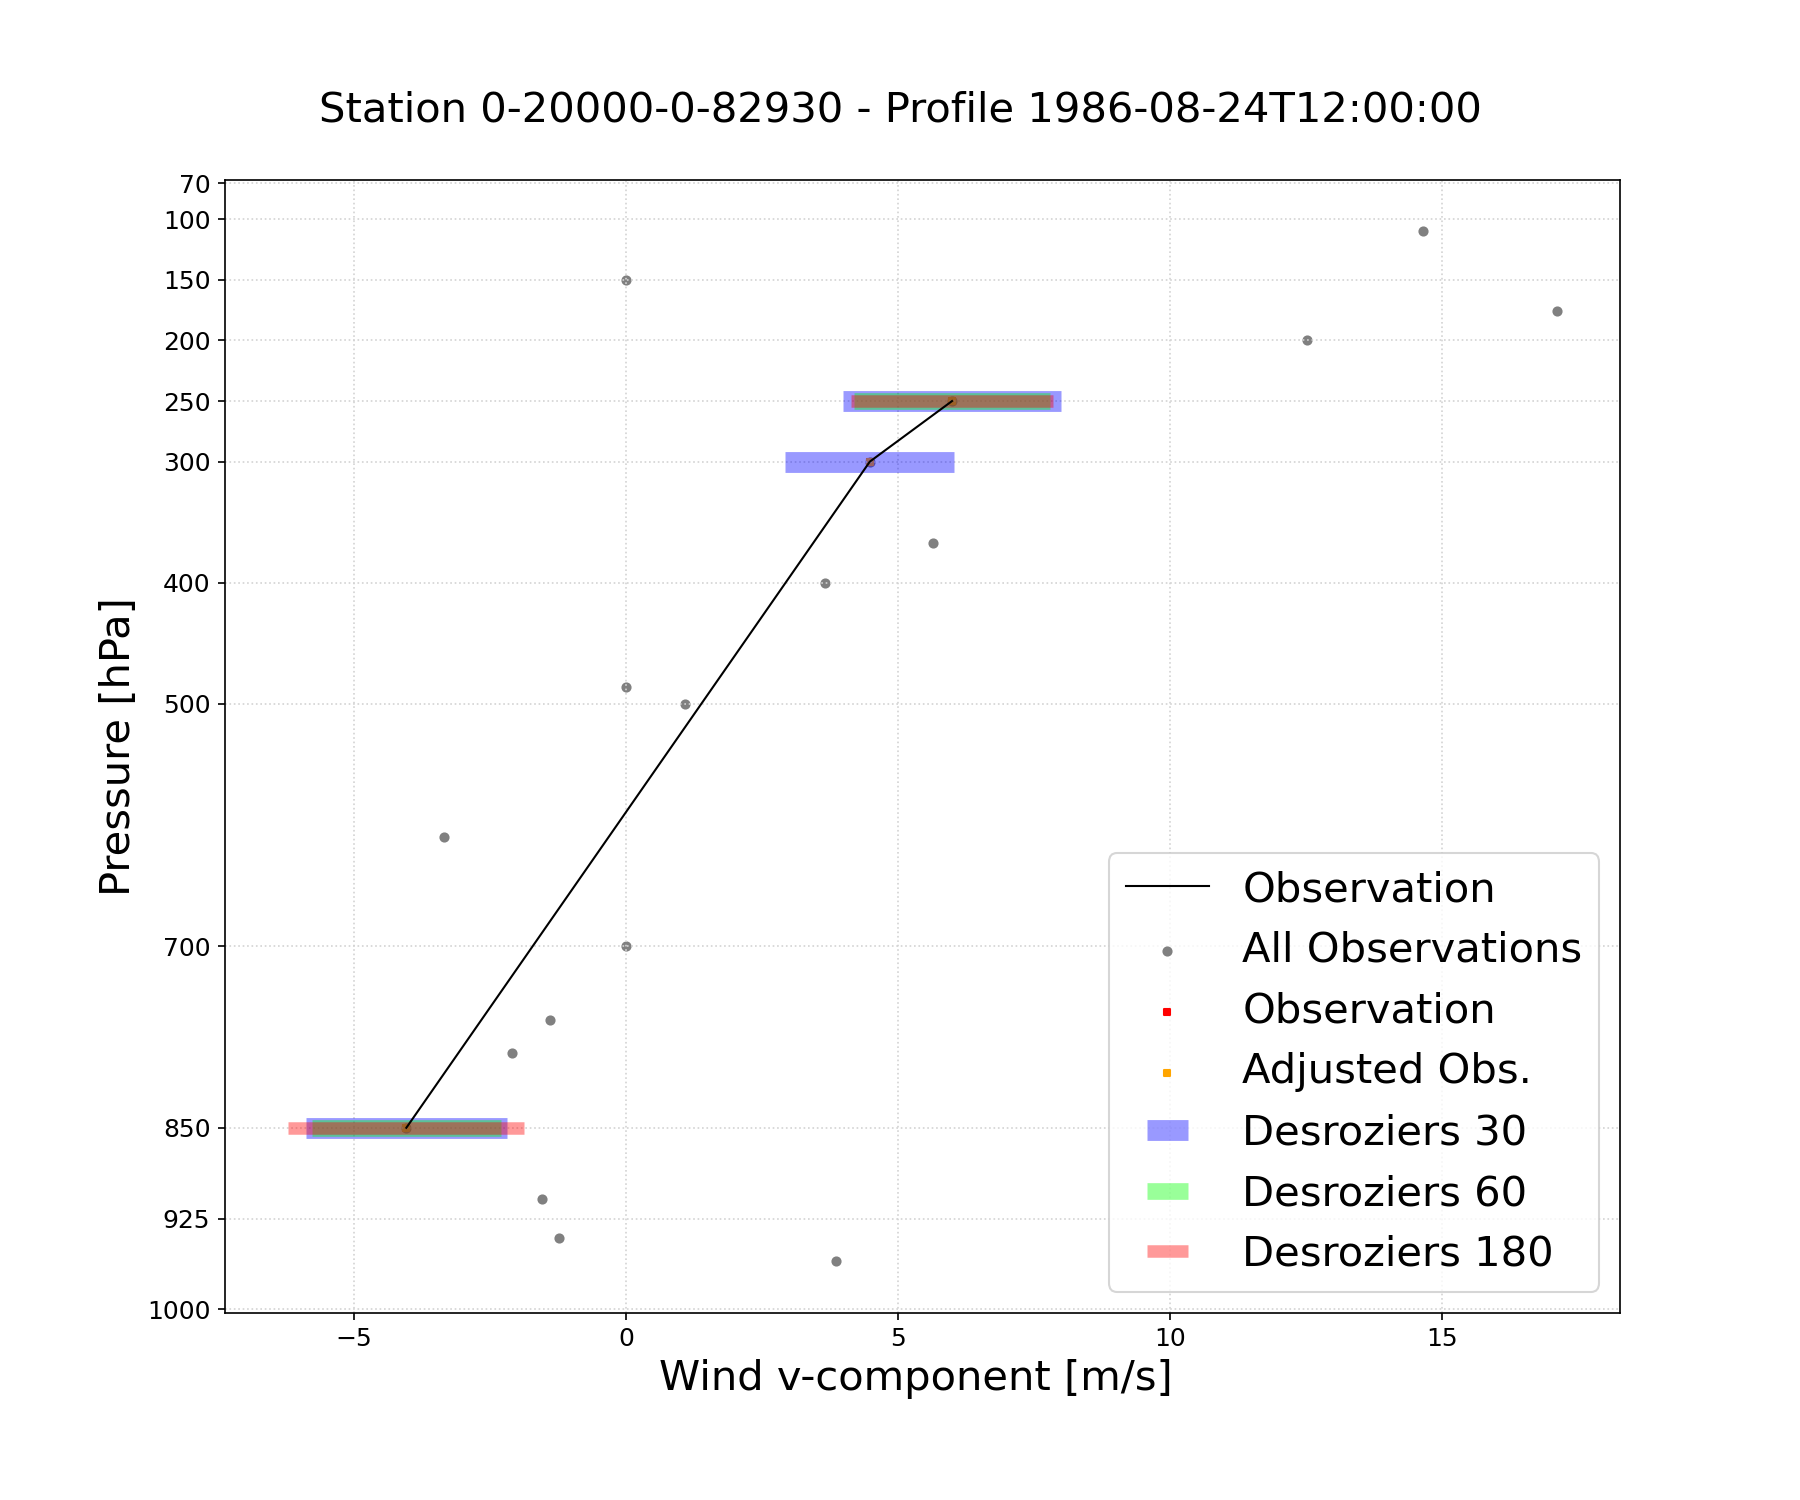 Station 0-20000-0-82930 - Profile 1986-08-24T12:00:00
70
100
150
200
250
300
400
500
700
850
925
1000
Pressure [hPa]
−5
0
5
10
15
Wind v-component [m/s]
Observation
All Observations
Observation
Adjusted Obs.
Desroziers 30
Desroziers 60
Desroziers 180